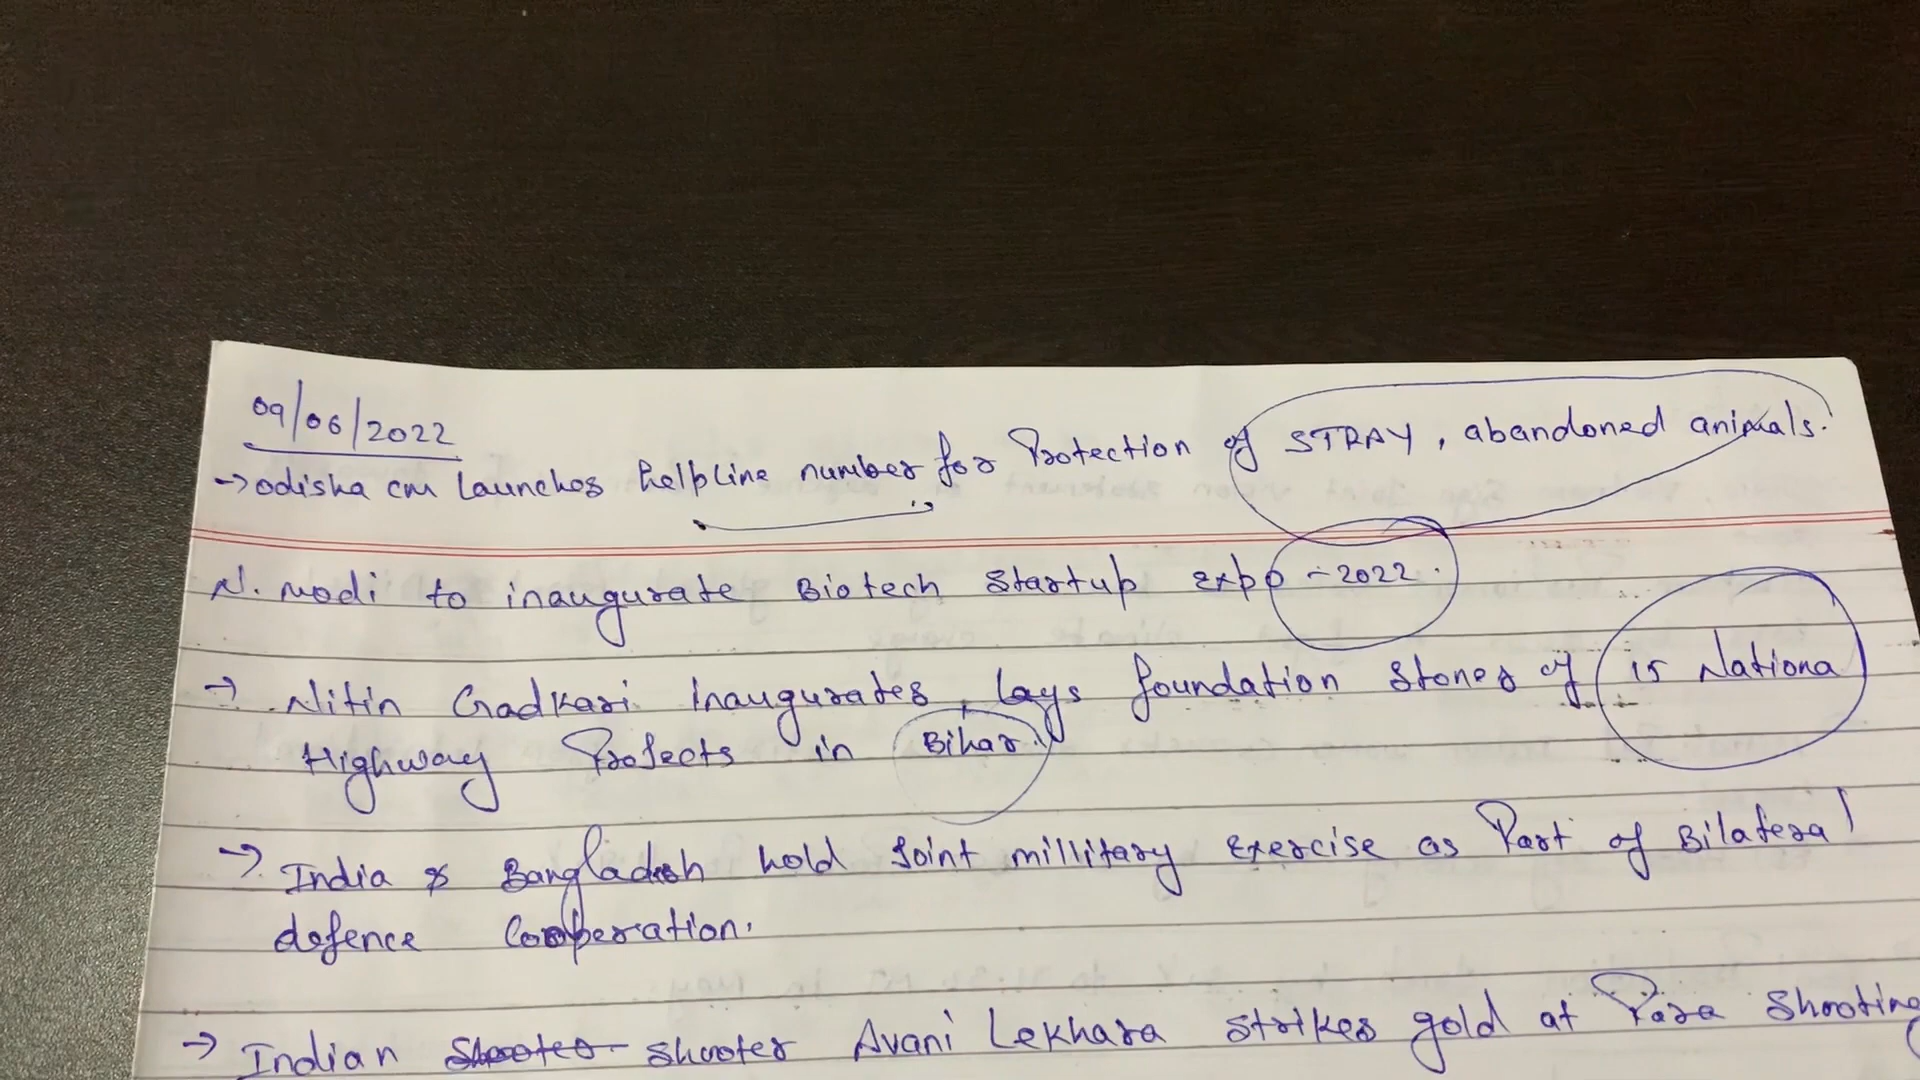 09/06/2022
→ odisha cm launches helpline number for Protection of STRAY, abandoned animals.
N. modi to inaugurate Biotech Startup expo - 2022.
→ Nitin Gadkari inaugurates, lays foundation Stones of 15 Nationa
Highway Projects in Bihar.
→ India & Bangladesh hold Joint millitary Exercise as Part of Bilateral
defence Cooperation.
→ Indian Shooter shooter Avani Lekhara strikes gold at Para Shooting